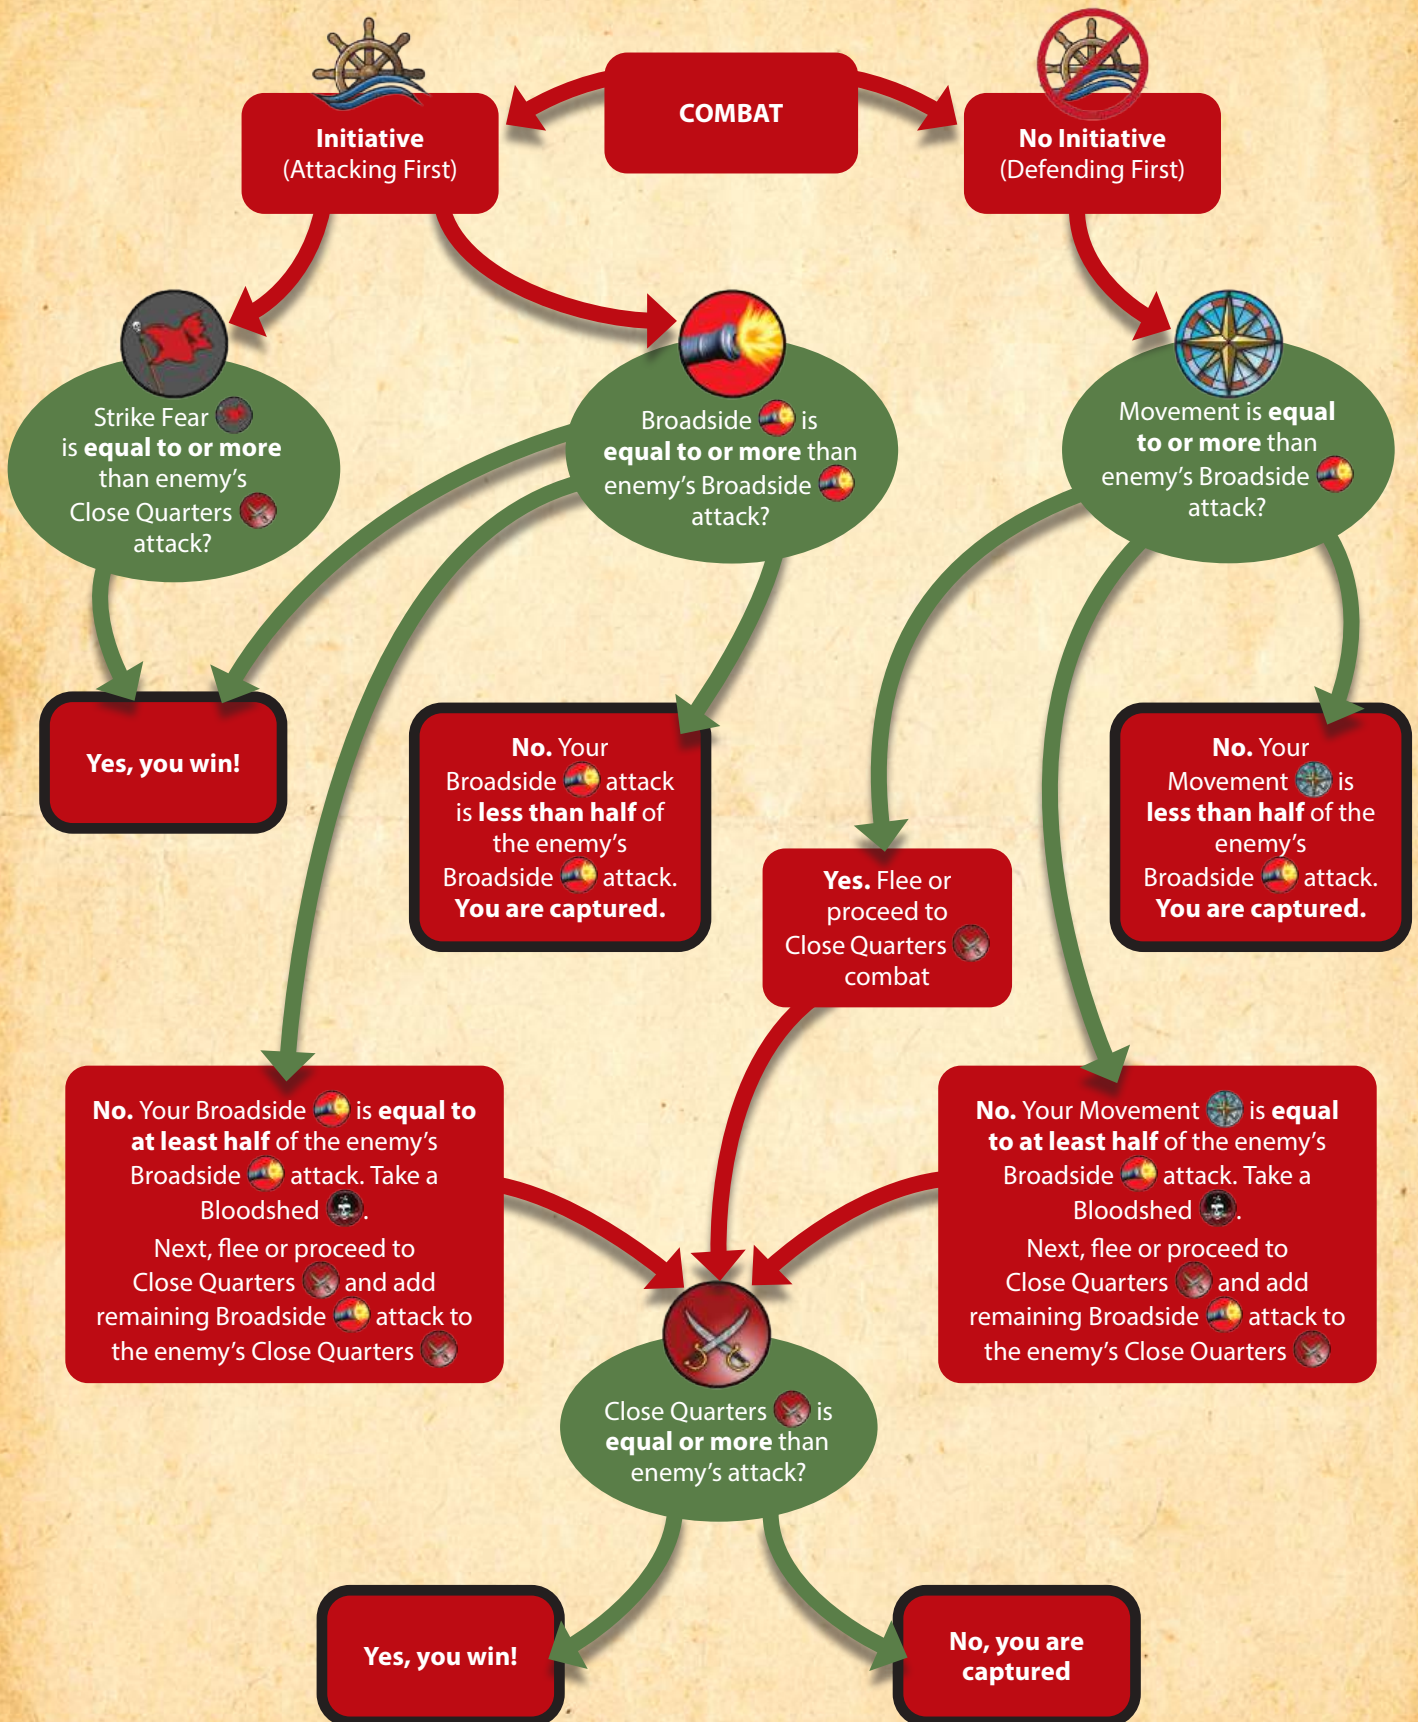 COMBAT
Initiative
(Attacking First)
No Initiative
(Defending First)
Strike Fear
is equal to or more
than enemy's
Close Quarters
attack?
Broadside is
equal to or more than
enemy's Broadside
attack?
Movement is equal
to or more than
enemy's Broadside
attack?
Yes, you win!
No. Your
Broadside attack
is less than half of
the enemy's
Broadside attack.
You are captured.
Yes. Flee or
proceed to
Close Quarters
combat
No. Your
Movement is
less than half of the
enemy's
Broadside attack.
You are captured.
No. Your Broadside is equal to
at least half of the enemy's
Broadside attack. Take a
Bloodshed .
Next, flee or proceed to
Close Quarters and add
remaining Broadside attack to
the enemy's Close Quarters
No. Your Movement is equal
to at least half of the enemy's
Broadside attack. Take a
Bloodshed .
Next, flee or proceed to
Close Quarters and add
remaining Broadside attack to
the enemy's Close Ouarters
Close Quarters is
equal or more than
enemy's attack?
Yes, you win!
No, you are
captured